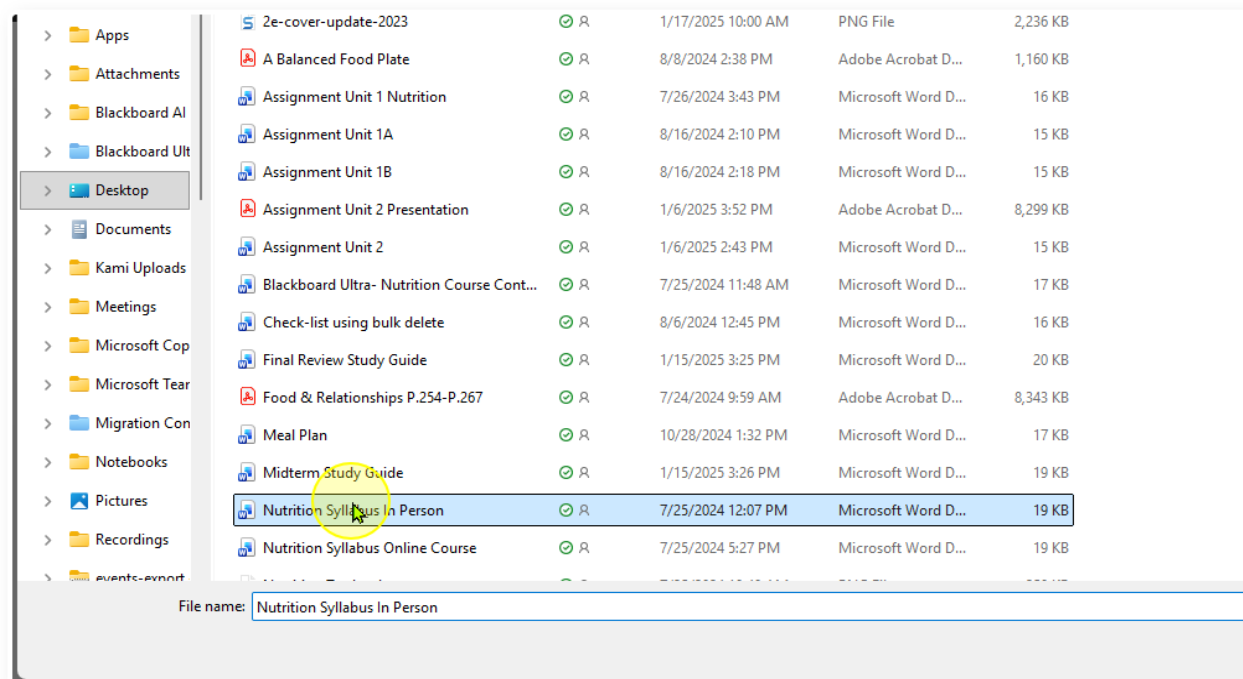 Apps
Attachments
Blackboard AI
Blackboard Ult
Desktop
Documents
Kami Uploads
Meetings
Microsoft Cop
Microsoft Tear
Migration Con
Notebooks
Pictures
Recordings
events-export
2e-cover-update-2023 1/17/2025 10:00 AM PNG File 2,236 KB
A Balanced Food Plate 8/8/2024 2:38 PM Adobe Acrobat D... 1,160 KB
Assignment Unit 1 Nutrition 7/26/2024 3:43 PM Microsoft Word D... 16 KB
Assignment Unit 1A 8/16/2024 2:10 PM Microsoft Word D... 15 KB
Assignment Unit 1B 8/16/2024 2:18 PM Microsoft Word D... 15 KB
Assignment Unit 2 Presentation 1/6/2025 3:52 PM Adobe Acrobat D... 8,299 KB
Assignment Unit 2 1/6/2025 2:43 PM Microsoft Word D... 15 KB
Blackboard Ultra- Nutrition Course Cont... 7/25/2024 11:48 AM Microsoft Word D... 17 KB
Check-list using bulk delete 8/6/2024 12:45 PM Microsoft Word D... 16 KB
Final Review Study Guide 1/15/2025 3:25 PM Microsoft Word D... 20 KB
Food & Relationships P.254-P.267 7/24/2024 9:59 AM Adobe Acrobat D... 8,343 KB
Meal Plan 10/28/2024 1:32 PM Microsoft Word D... 17 KB
Midterm Study Guide 1/15/2025 3:26 PM Microsoft Word D... 19 KB
Nutrition Syllabus In Person 7/25/2024 12:07 PM Microsoft Word D... 19 KB
Nutrition Syllabus Online Course 7/25/2024 5:27 PM Microsoft Word D... 19 KB
File name: Nutrition Syllabus In Person